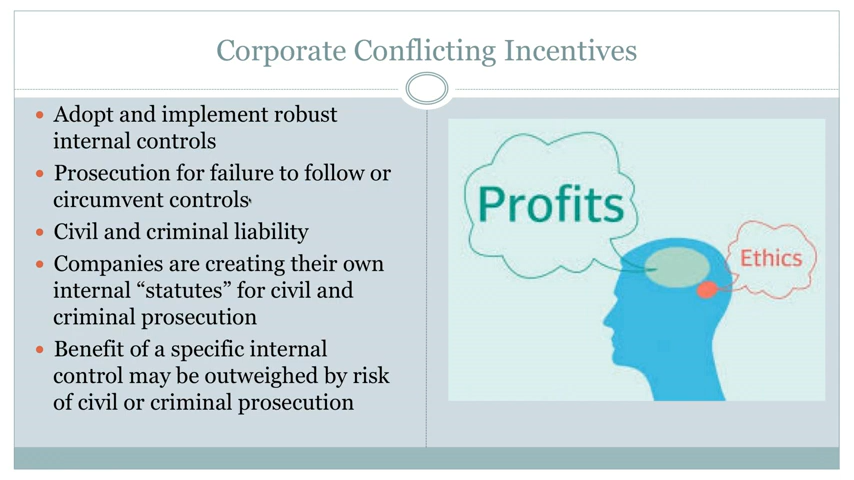 Corporate Conflicting Incentives
Adopt and implement robust
internal controls
Prosecution for failure to follow or
circumvent controls
Civil and criminal liability
Companies are creating their own
internal “statutes” for civil and
criminal prosecution
Benefit of a specific internal
control may be outweighed by risk
of civil or criminal prosecution
Profits
Ethics